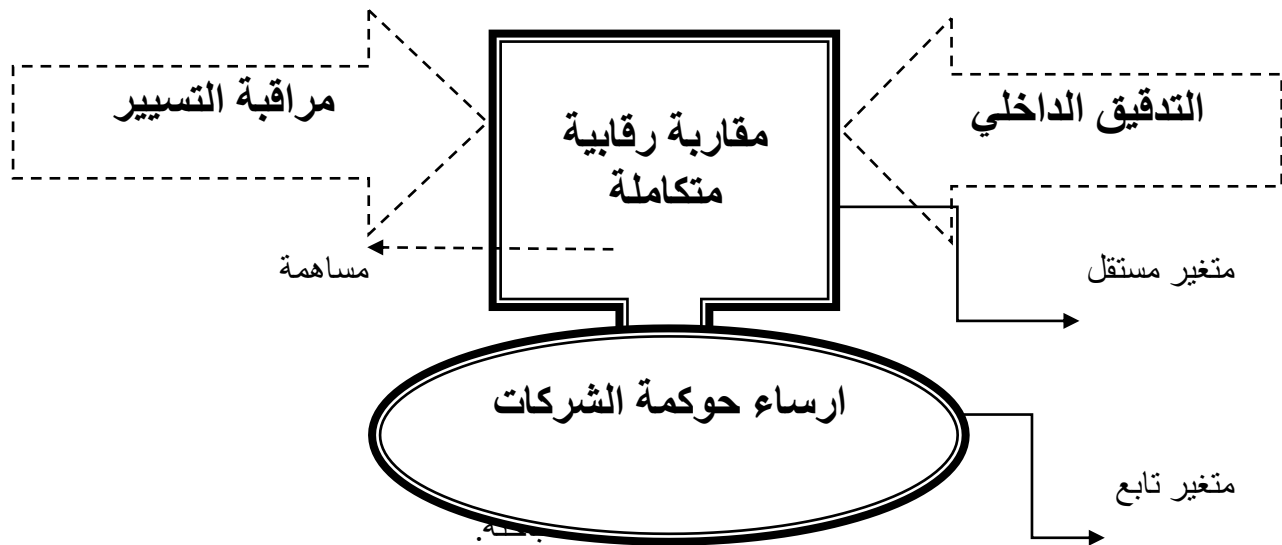 التدقيق الداخلي
مراقبة التسيير
مقاربة رقابية
متكاملة
متغير مستقل
مساهمة
ارساء حوكمة الشركات
متغير تابع